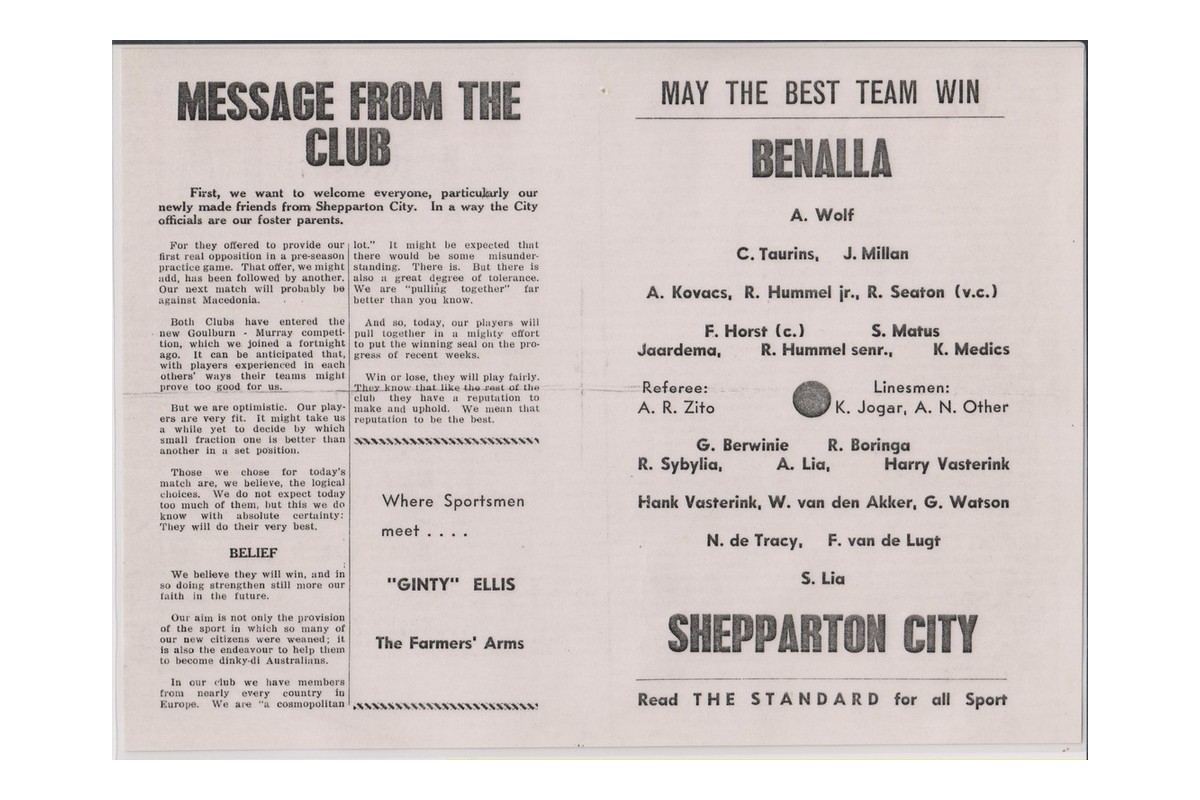 MESSAGE FROM THE
CLUB
First, we want to welcome everyone, particularly our
newly made friends from Shepparton City. In a way the City
officials are our foster parents.
For they offered to provide our
first real opposition in a pre-season
practice game. That offer, we might
add, has been followed by another.
Our next match will probably be
against Macedonia.
Both Clubs have entered the
new Goulburn - Murray competi-
tion, which we joined a fortnight
ago. It can be anticipated that,
with players experienced in each
others' ways their teams might
prove too good for us.
But we are optimistic. Our play-
ers are very fit. It might take us
a while yet to decide by which
small fraction one is better than
another in a set position.
Those we chose for today's
match are, we believe, the logical
choices. We do not expect today
too much of them, but this we do
know with absolute certainty:
They will do their very best.
BELIEF
We believe they will win, and in
so doing strengthen still more our
faith in the future.
Our aim is not only the provision
of the sport in which so many of
our new citizens were weaned; it
is also the endeavour to help them
to become dinky-di Australians.
In our club we have members
from nearly every country in
Europe. We are "a cosmopolitan
lot." It might be expected that
there would be some misunder-
standing. There is. But there is
also a great degree of tolerance.
We are "pulling together" far
better than you know.
And so, today, our players will
pull together in a mighty effort
to put the winning seal on the pro-
gress of recent weeks.
Win or lose, they will play fairly.
They know that like the rest of the
club they have a reputation to
make and uphold. We mean that
reputation to be the best.
Where Sportsmen
meet . . . .
"GINTY" ELLIS
The Farmers' Arms
MAY THE BEST TEAM WIN
BENALLA
A. Wolf
C. Taurins, J. Millan
A. Kovacs, R. Hummel jr., R. Seaton (v.c.)
F. Horst (c.) S. Matus
Jaardema, R. Hummel senr., K. Medics
Referee: Linesmen:
A. R. Zito K. Jogar, A. N. Other
G. Berwinie R. Boringa
R. Sybylia, A. Lia, Harry Vasterink
Hank Vasterink, W. van den Akker, G. Watson
N. de Tracy, F. van de Lugt
S. Lia
SHEPPARTON CITY
Read THE STANDARD for all Sport